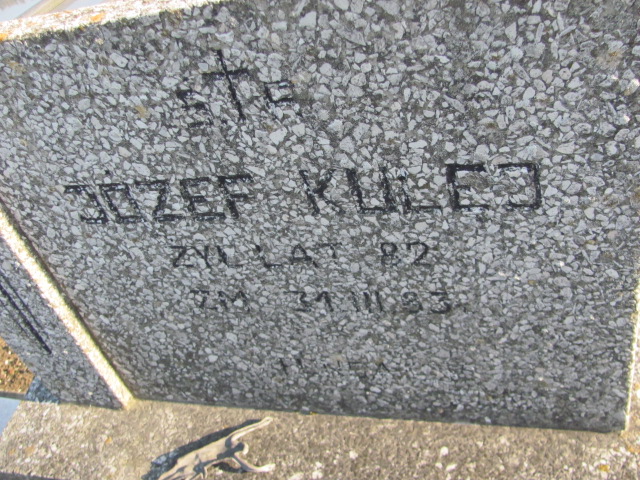 Ś † P
JÓZEF KULEJ
ŻYŁ LAT 82
ZM 31 III 83